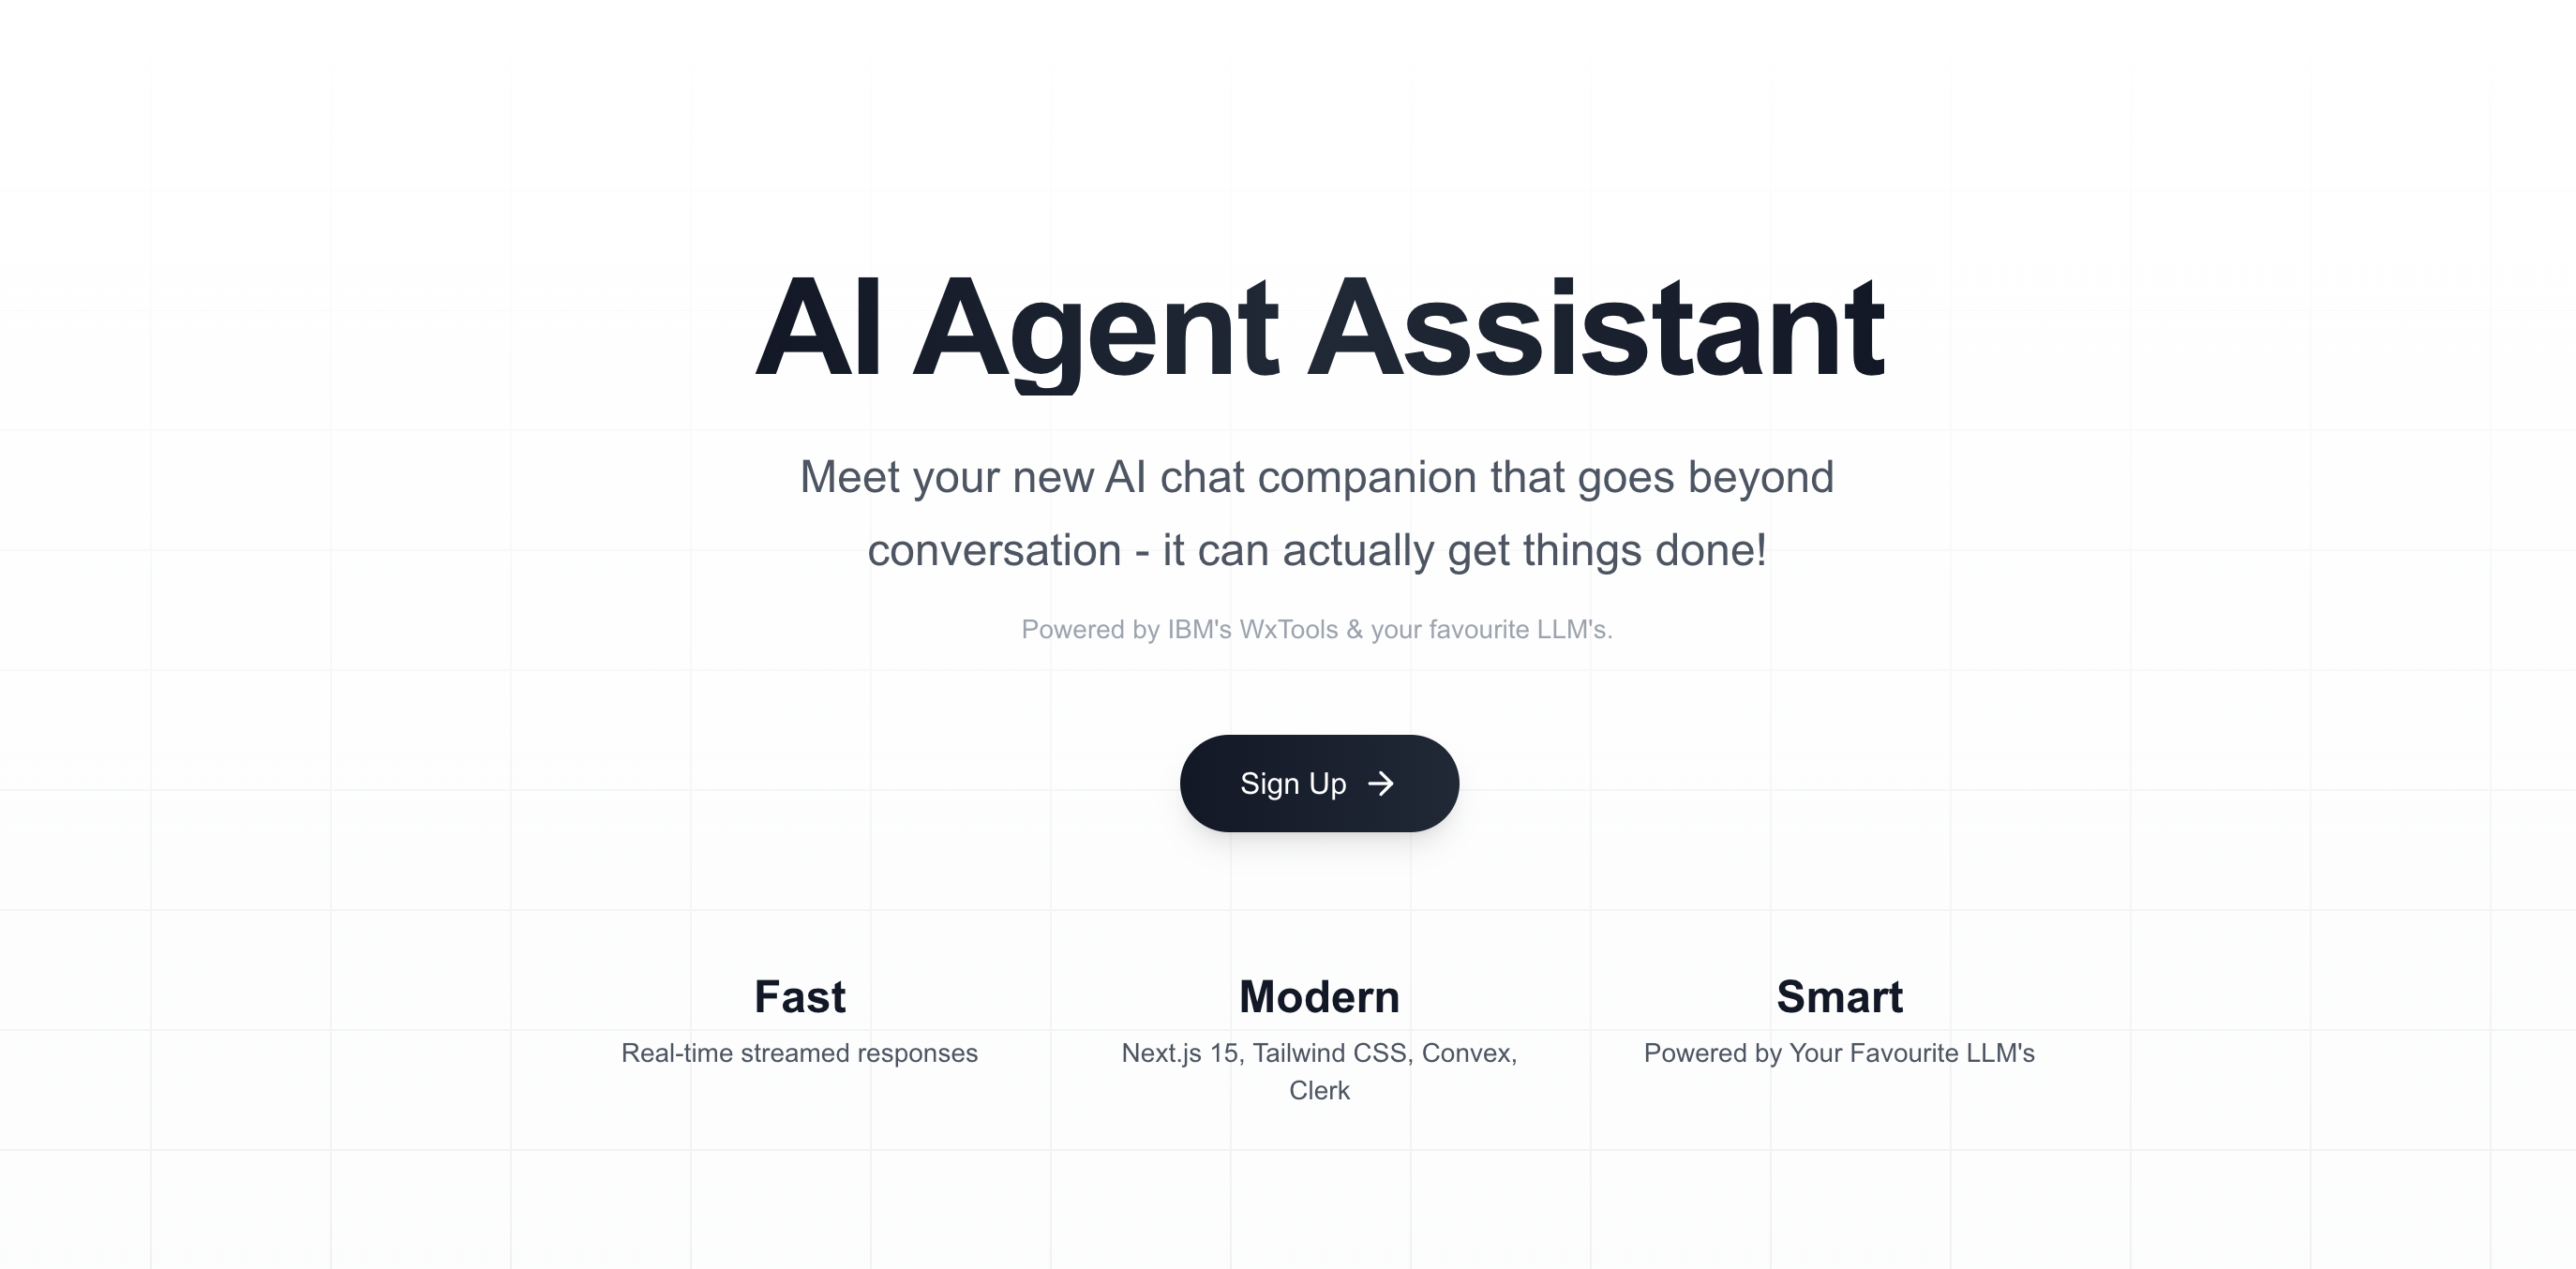 AI Agent Assistant
Meet your new AI chat companion that goes beyond
conversation - it can actually get things done!
Powered by IBM's WxTools & your favourite LLM's.
Sign Up
Fast
Real-time streamed responses
Modern
Next.js 15, Tailwind CSS, Convex,
Clerk
Smart
Powered by Your Favourite LLM's